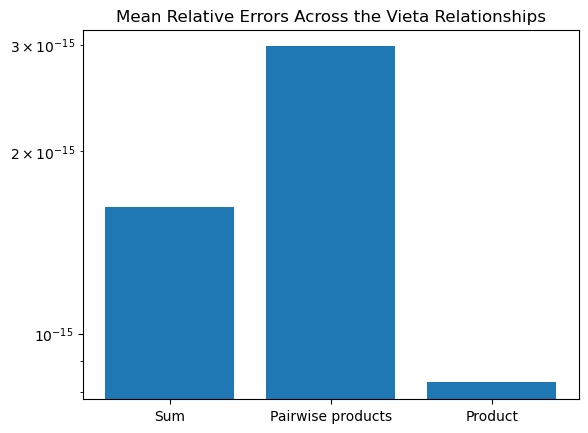 Mean Relative Errors Across the Vieta Relationships
3 × 10⁻¹⁵
2 × 10⁻¹⁵
10⁻¹⁵
Sum
Pairwise products
Product